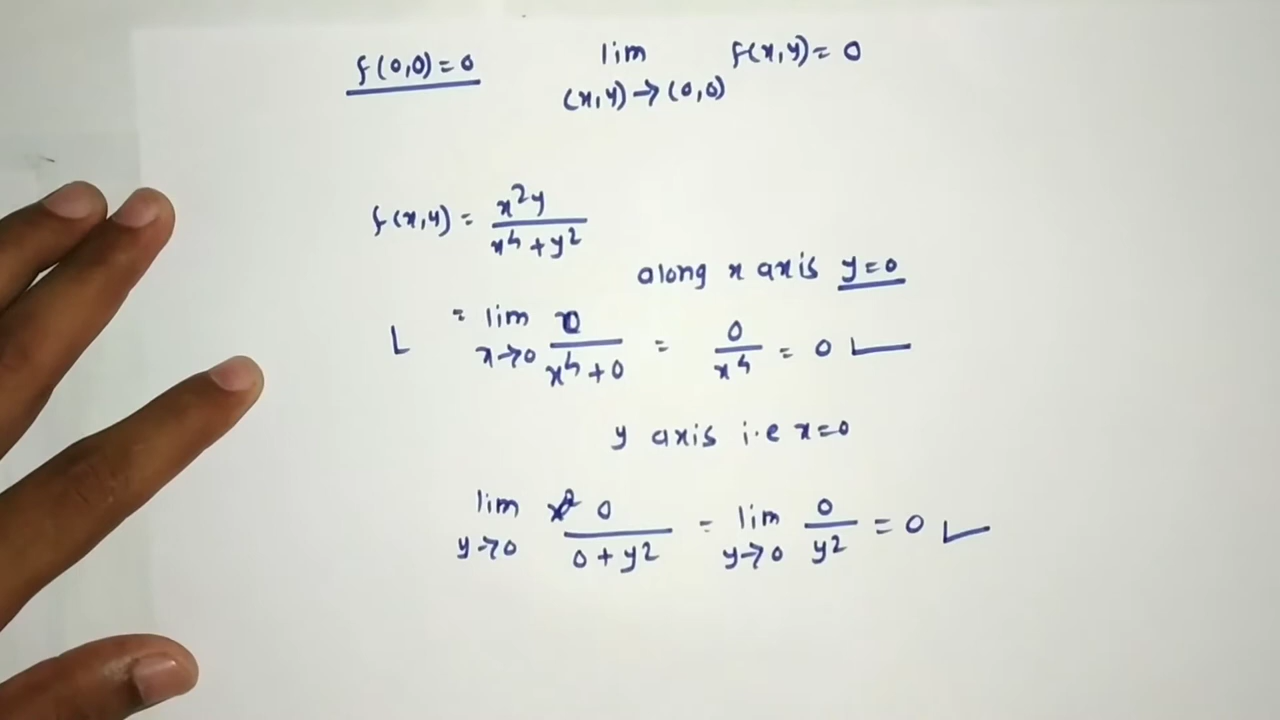 f(0,0) = 0    lim (x,y)→(0,0) f(x,y) = 0
f(x,y) = x²y / (x⁴ + y²)
along x axis y=0
L = lim x→0 0 / (x⁴ + 0) = 0 / x⁴ = 0
y axis i.e x=0
lim y→0 0 / (0 + y²) = lim y→0 0 / y² = 0